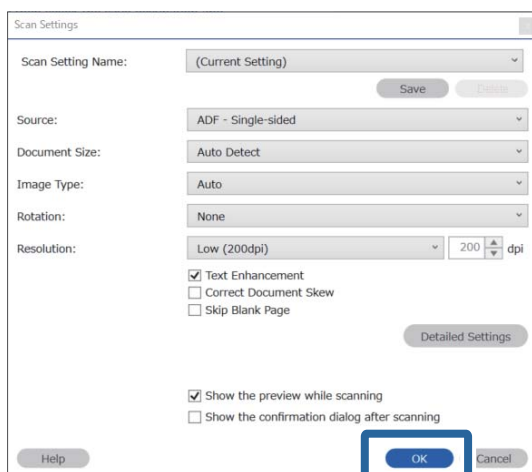 Scan Settings
Scan Setting Name: (Current Setting)
Save Delete
Source: ADF - Single-sided
Document Size: Auto Detect
Image Type: Auto
Rotation: None
Resolution: Low (200dpi) 200 dpi
Text Enhancement
Correct Document Skew
Skip Blank Page
Detailed Settings
Show the preview while scanning
Show the confirmation dialog after scanning
Help OK Cancel